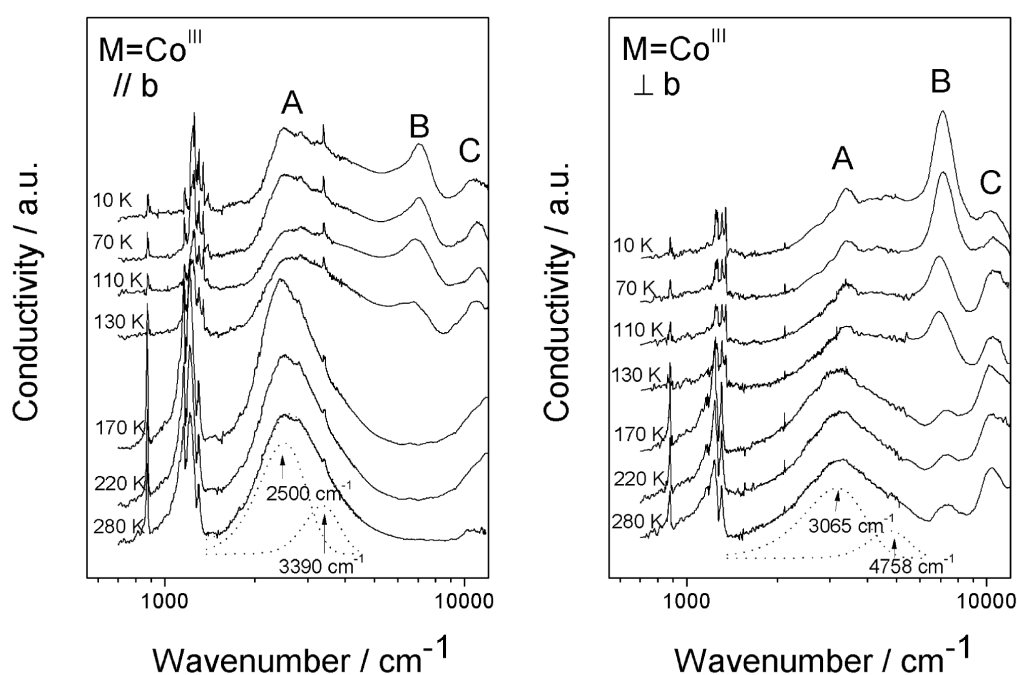 M=Co^III
// b
A
B
C
10 K
70 K
110 K
130 K
170 K
220 K
280 K
2500 cm^-1
3390 cm^-1
1000
10000
Wavenumber / cm^-1
Conductivity / a.u.
M=Co^III
⊥ b
B
A
C
10 K
70 K
110 K
130 K
170 K
220 K
280 K
3065 cm^-1
4758 cm^-1
1000
10000
Wavenumber / cm^-1
Conductivity / a.u.